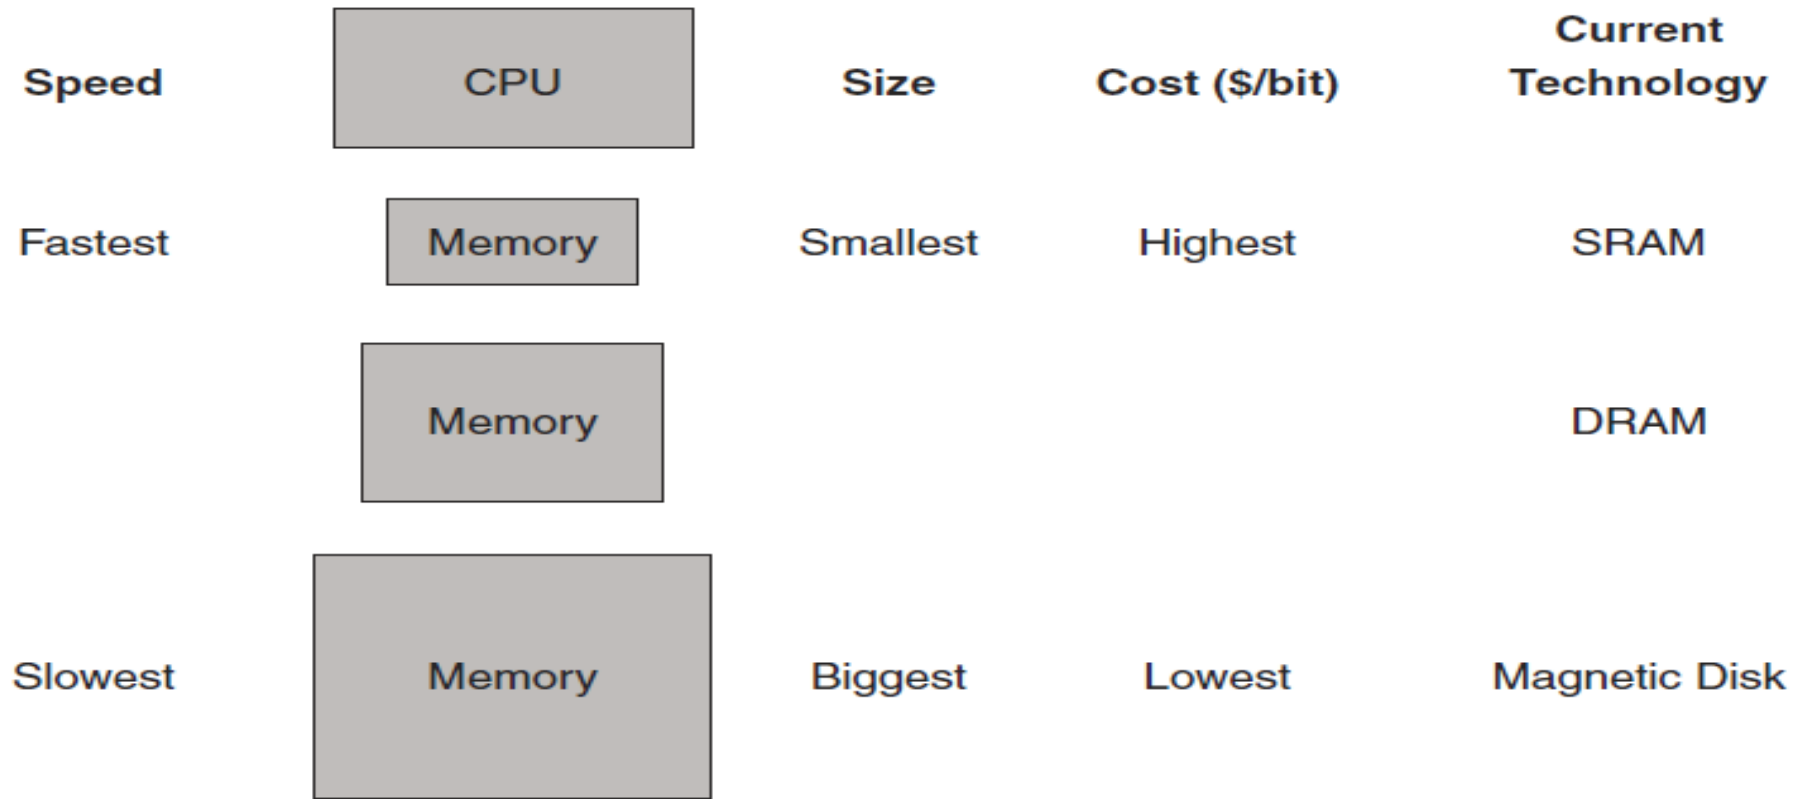 Speed CPU Size Cost ($/bit) Current
Technology
Fastest Memory Smallest Highest SRAM
Memory DRAM
Slowest Memory Biggest Lowest Magnetic Disk